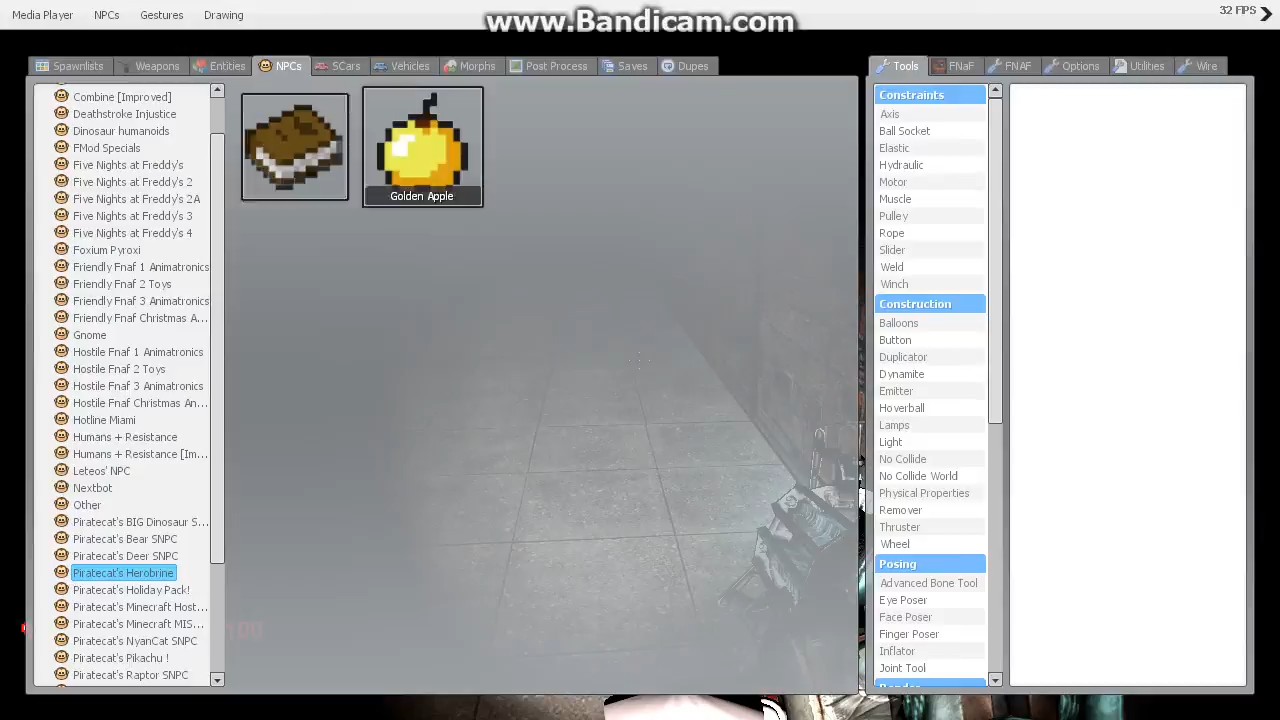 www.Bandicam.com
Media Player NPCs Gestures Drawing 32 FPS
Spawnlists Weapons Entities NPCs SCars Vehicles Morphs Post Process Saves Dupes
Tools FNaF FNAF Options Utilities Wire
Combine [Improved]
Deathstroke Injustice
Dinosaur humanoids
FMod Specials
Five Nights at Freddy's
Five Nights at Freddy's 2
Five Nights at Freddy's 2A
Five Nights at Freddy's 3
Five Nights at Freddy's 4
Foxium Pyroxi
Friendly Fnaf 1 Animatronics
Friendly Fnaf 2 Toys
Friendly Fnaf 3 Animatronics
Friendly Fnaf Christmas A...
Gnome
Hostile Fnaf 1 Animatronics
Hostile Fnaf 2 Toys
Hostile Fnaf 3 Animatronics
Hostile Fnaf Christmas An...
Hotline Miami
Humans + Resistance
Humans + Resistance [Im...
Leteos' NPC
Nextbot
Other
Piratecat's BIG Dinosaur S...
Piratecat's Bear SNPC
Piratecat's Deer SNPC
Piratecat's Herobrine
Piratecat's Holiday Pack!
Piratecat's Minecraft Host...
Piratecat's Minecraft MIS...
Piratecat's NyanCat SNPC
Piratecat's Pikachu !
Piratecat's Raptor SNPC
Golden Apple
YOU
Constraints
Axis
Ball Socket
Elastic
Hydraulic
Motor
Muscle
Pulley
Rope
Slider
Weld
Winch
Construction
Balloons
Button
Duplicator
Dynamite
Emitter
Hoverball
Lamps
Light
No Collide
No Collide World
Physical Properties
Remover
Thruster
Wheel
Posing
Advanced Bone Tool
Eye Poser
Face Poser
Finger Poser
Inflator
Joint Tool
Render